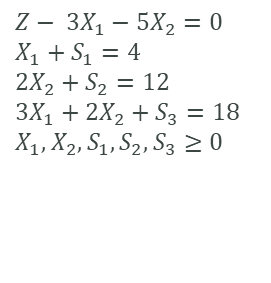 Z − 3X₁ − 5X₂ = 0
X₁ + S₁ = 4
2X₂ + S₂ = 12
3X₁ + 2X₂ + S₃ = 18
X₁, X₂, S₁, S₂, S₃ ≥ 0